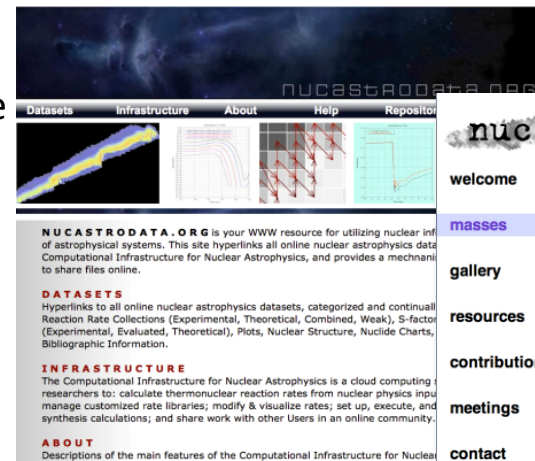 e
nucastrodata.org
Datasets Infrastructure About Help Repositor
NUCASTRODATA.ORG is your WWW resource for utilizing nuclear inf
of astrophysical systems. This site hyperlinks all online nuclear astrophysics data
Computational Infrastructure for Nuclear Astrophysics, and provides a mechnani
to share files online.
DATASETS
Hyperlinks to all online nuclear astrophysics datasets, categorized and continuall
Reaction Rate Collections (Experimental, Theoretical, Combined, Weak), S-factor
(Experimental, Evaluated, Theoretical), Plots, Nuclear Structure, Nuclide Charts,
Bibliographic Information.
INFRASTRUCTURE
The Computational Infrastructure for Nuclear Astrophysics is a cloud computing
researchers to: calculate thermonuclear reaction rates from nuclear physics inpu
manage customized rate libraries; modify & visualize rates; set up, execute, and
synthesis calculations; and share work with other Users in an online community.
ABOUT
Descriptions of the main features of the Computational Infrastructure for Nuclea
nuc
welcome
masses
gallery
resources
contributio
meetings
contact